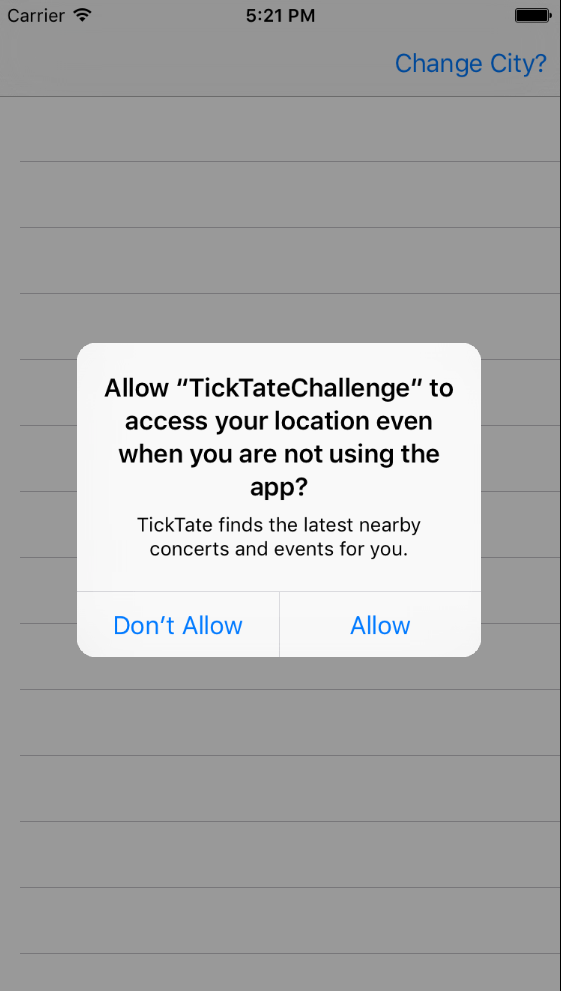 Carrier 5:21 PM
Change City?
Allow “TickTateChallenge” to
access your location even
when you are not using the
app?
TickTate finds the latest nearby
concerts and events for you.
Don’t Allow Allow